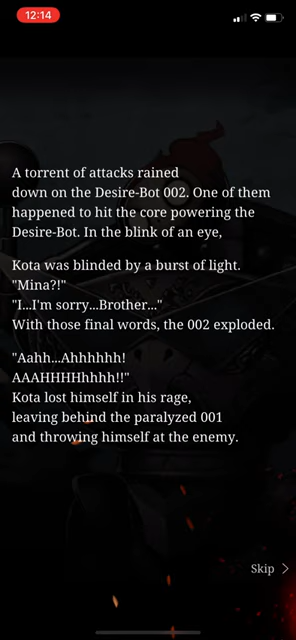 12:14
A torrent of attacks rained
down on the Desire-Bot 002. One of them
happened to hit the core powering the
Desire-Bot. In the blink of an eye,
Kota was blinded by a burst of light.
"Mina?!"
"I...I'm sorry...Brother..."
With those final words, the 002 exploded.
"Aahh...Ahhhhhh!
AAAHHHHhhhh!!"
Kota lost himself in his rage,
leaving behind the paralyzed 001
and throwing himself at the enemy.
Skip >